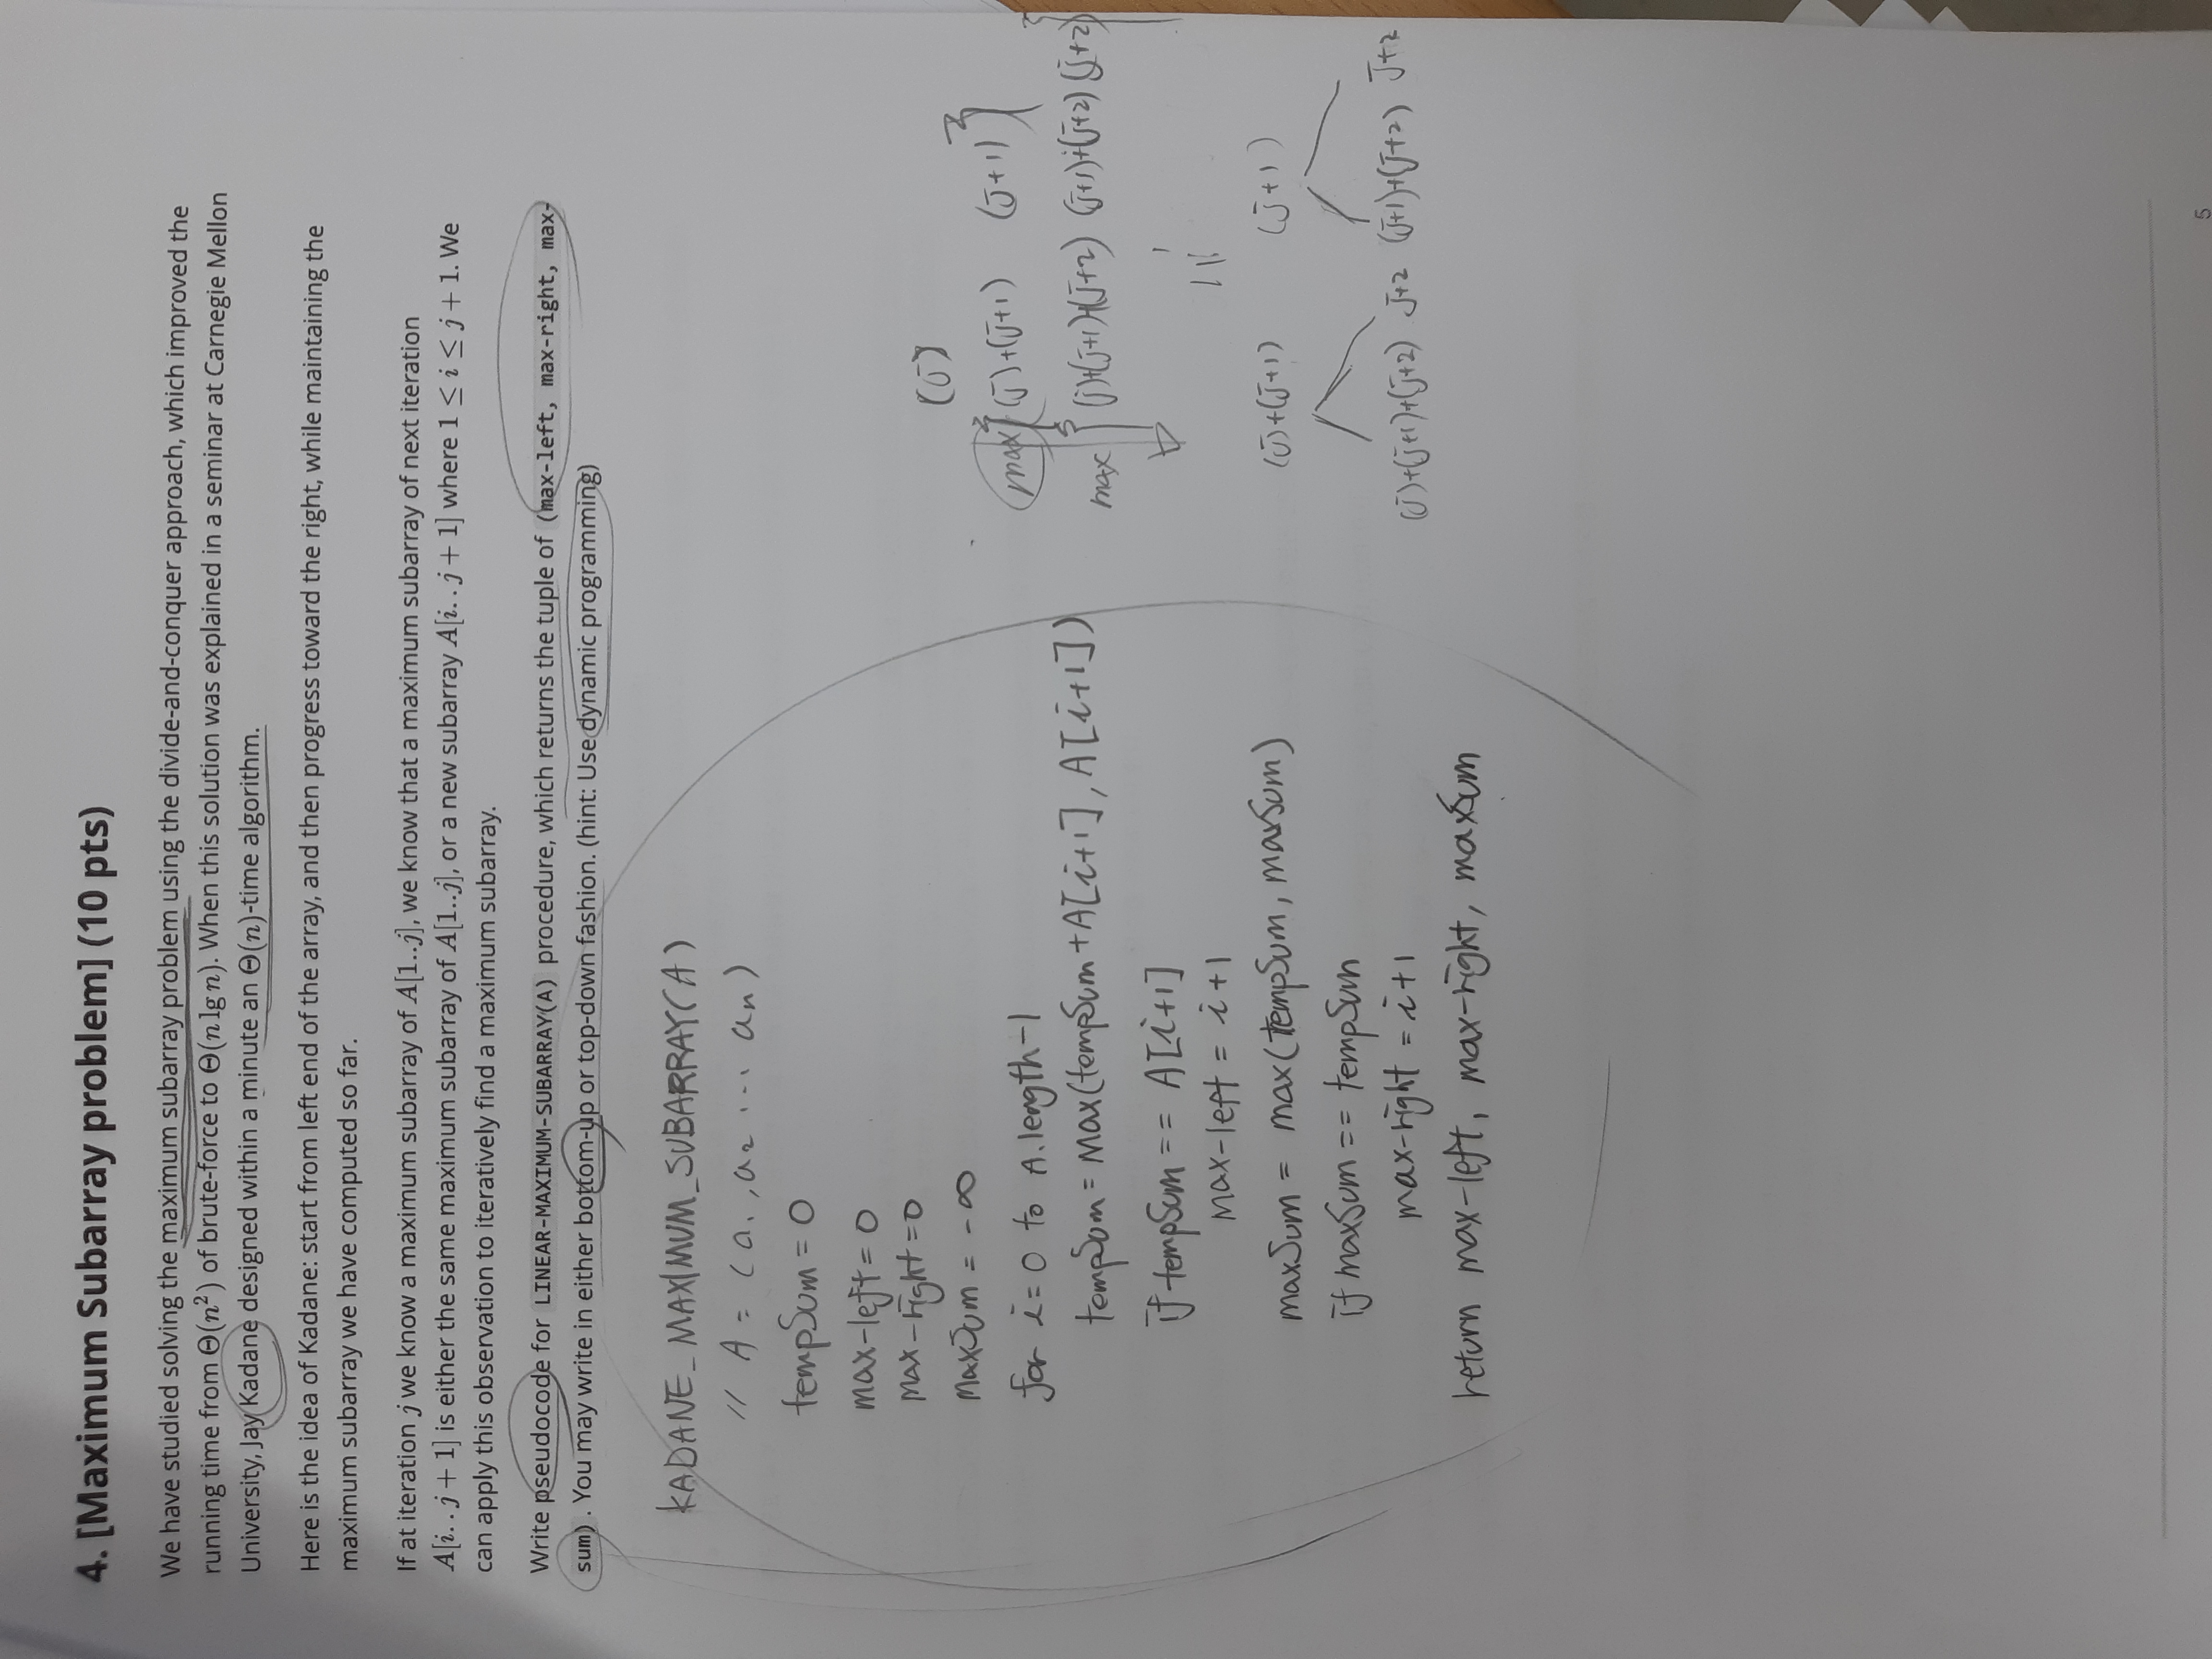 4. [Maximum Subarray problem] (10 pts)
We have studied solving the maximum subarray problem using the divide-and-conquer approach, which improved the
running time from Θ(n²) of brute-force to Θ(n lg n). When this solution was explained in a seminar at Carnegie Mellon
University, Jay Kadane designed within a minute an Θ(n)-time algorithm.
Here is the idea of Kadane: start from left end of the array, and then progress toward the right, while maintaining the
maximum subarray we have computed so far.
If at iteration j we know a maximum subarray of A[1..j], we know that a maximum subarray of next iteration
A[i..j + 1] is either the same maximum subarray of A[1..j], or a new subarray A[i..j + 1] where 1 ≤ i ≤ j + 1. We
can apply this observation to iteratively find a maximum subarray.
Write pseudocode for LINEAR-MAXIMUM-SUBARRAY(A) procedure, which returns the tuple of (max-left, max-right, max-
sum) . You may write in either bottom-up or top-down fashion. (hint: Use dynamic programming)
KADANE_MAXIMUM_SUBARRAY(A)
// A = (a₁, a₂ ... aₙ)
tempSum = 0
max-left = 0
max-right = 0
maxSum = -∞
for i = 0 to A.length-1
tempSum = Max(tempSum + A[i+1], A[i+1])
if tempSum == A[i+1]
max-left = i+1
maxSum = max(tempSum, maxSum)
if maxSum == tempSum
max-right = i+1
return max-left, max-right, maxSum
(j)
max { (j)+(j+1) (j+1) }
max { (j)+(j+1)+(j+2) (j+1)+(j+2) (j+2) }
(j)+(j+1) (j+1)
(j)+(j+1)+(j+2) j+2 (j+1)+(j+2) j+2
5